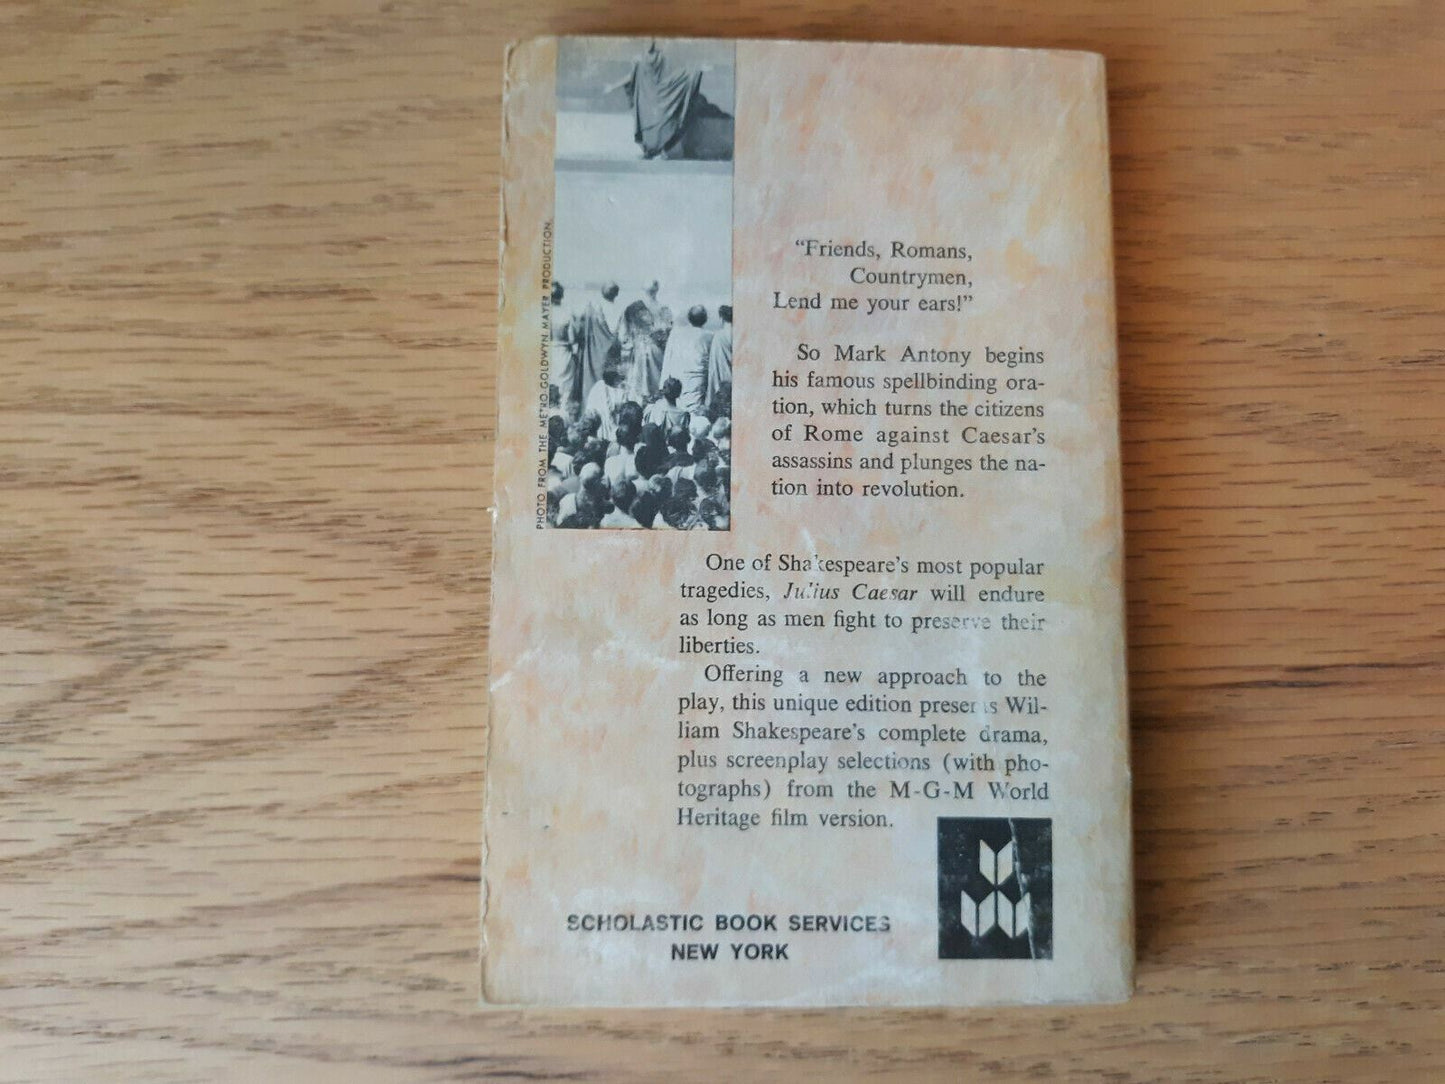 PHOTO FROM THE METRO-GOLDWYN-MAYER PRODUCTION
“Friends, Romans,
Countrymen,
Lend me your ears!”
So Mark Antony begins
his famous spellbinding ora-
tion, which turns the citizens
of Rome against Caesar’s
assassins and plunges the na-
tion into revolution.
One of Shakespeare’s most popular
tragedies, Julius Caesar will endure
as long as men fight to preserve their
liberties.
Offering a new approach to the
play, this unique edition presents Wil-
liam Shakespeare’s complete drama,
plus screenplay selections (with pho-
tographs) from the M-G-M World
Heritage film version.
SCHOLASTIC BOOK SERVICES
NEW YORK